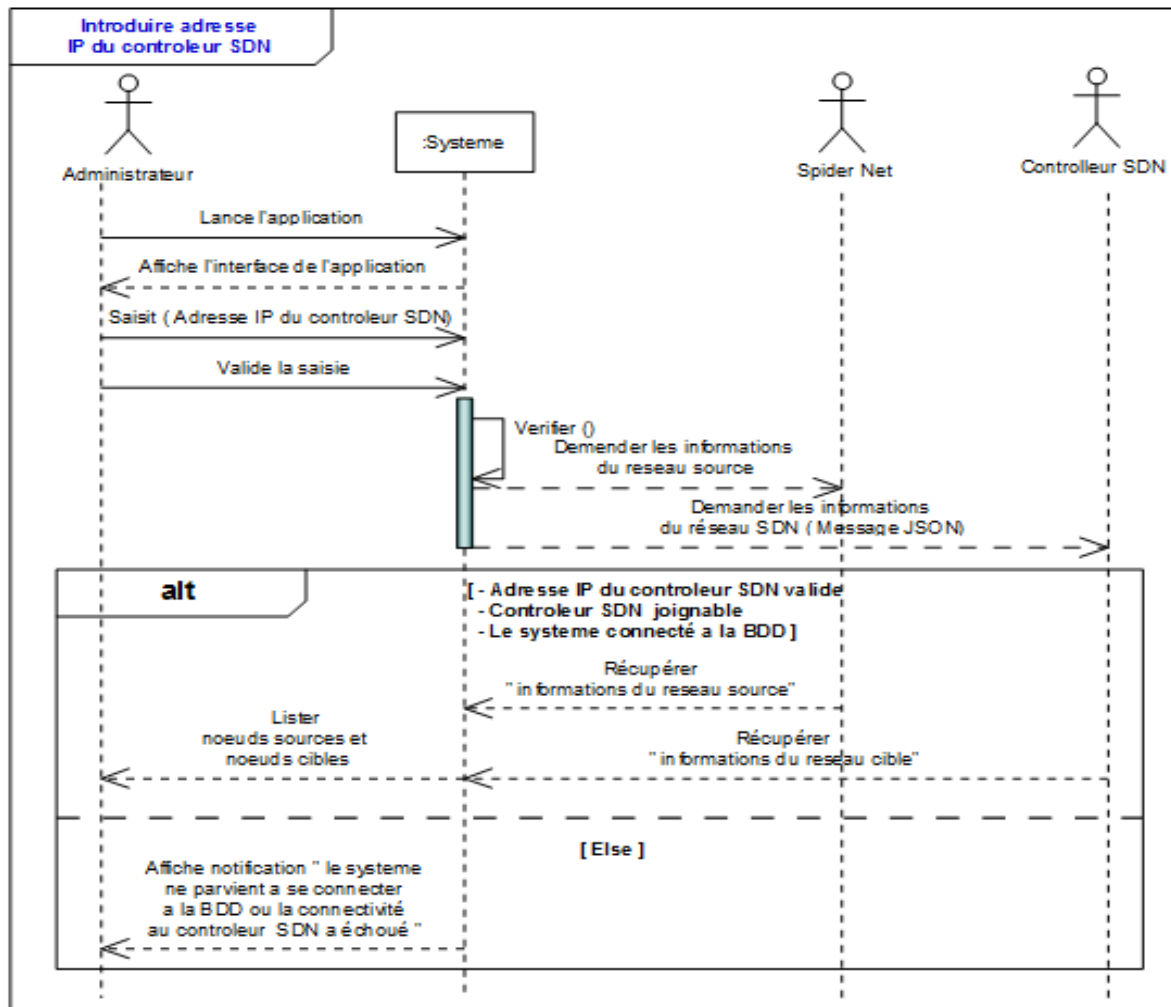 Introduire adresse
IP du controleur SDN
Administrateur
:Systeme
Spider Net
Controlleur SDN
Lance l'application
Affiche l'interface de l'application
Saisit ( Adresse IP du controleur SDN)
Valide la saisie
Verifier ()
Demender les informations
du reseau source
Demander les informations
du réseau SDN ( Message JSON)
alt
[ - Adresse IP du controleur SDN valide
- Controleur SDN joignable
- Le systeme connecté a la BDD ]
Récupérer
" informations du reseau source"
Lister
noeuds sources et
noeuds cibles
Récupérer
" informations du reseau cible"
[ Else ]
Affiche notification " le systeme
ne parvient a se connecter
a la BDD ou la connectivité
au controleur SDN a échoué "